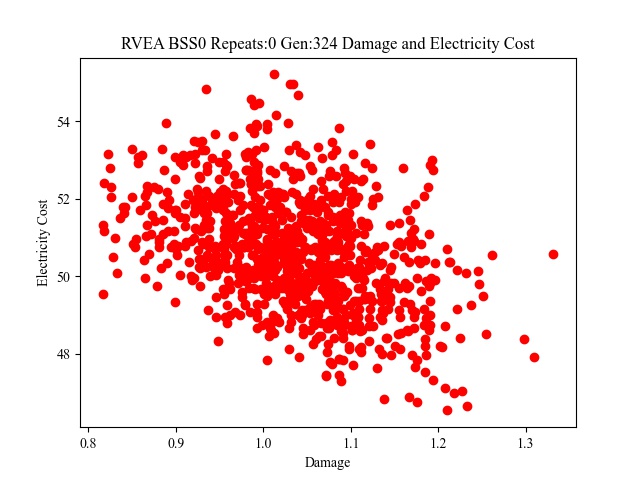 RVEA BSS0 Repeats:0 Gen:324 Damage and Electricity Cost
54
52
50
48
Electricity Cost
0.8 0.9 1.0 1.1 1.2 1.3
Damage